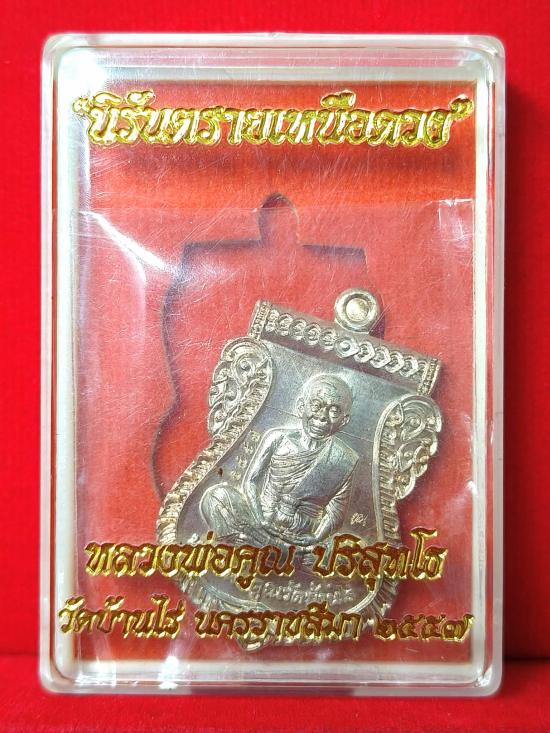 "นิรันตรายเหนือดวง"
หลวงพ่อคูณ ปริสุทโธ
วัดบ้านไร่ นครราชสีมา ๒๕๕๗